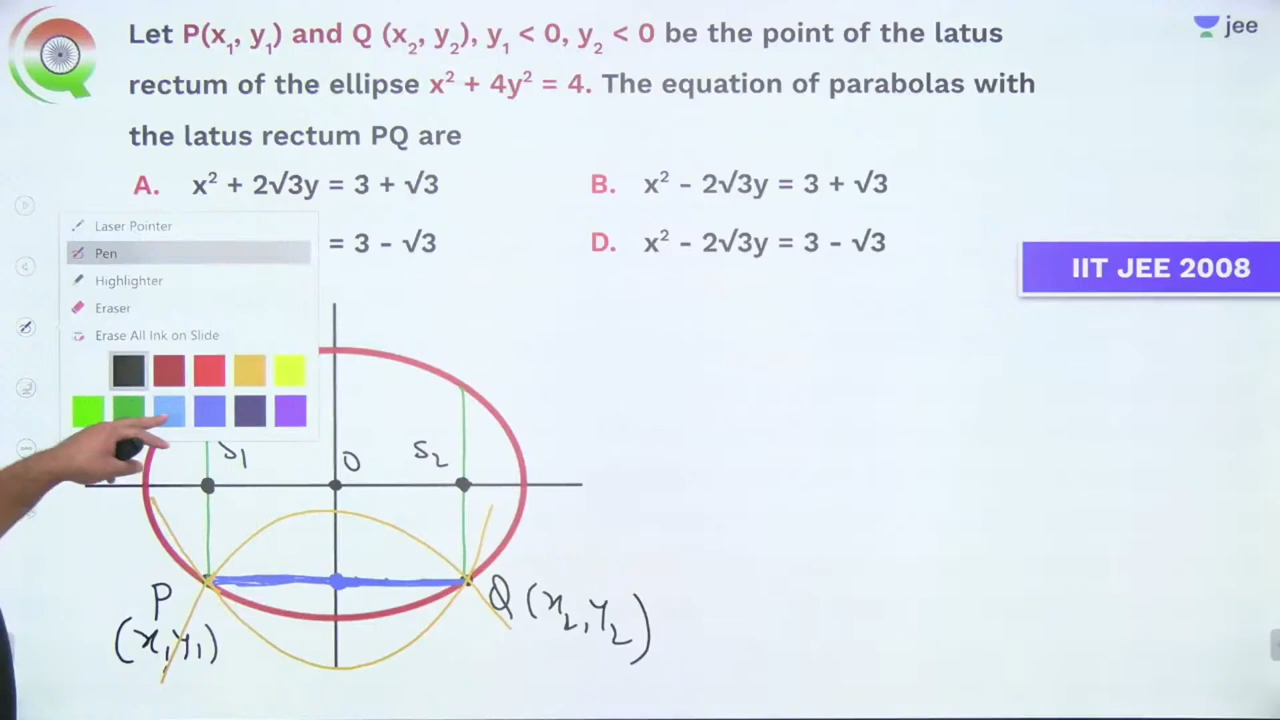 Let P(x₁, y₁) and Q (x₂, y₂), y₁ < 0, y₂ < 0 be the point of the latus
rectum of the ellipse x² + 4y² = 4. The equation of parabolas with
the latus rectum PQ are
A. x² + 2√3y = 3 + √3
B. x² - 2√3y = 3 + √3
= 3 - √3
D. x² - 2√3y = 3 - √3
jee
IIT JEE 2008
Laser Pointer
Pen
Highlighter
Eraser
Erase All Ink on Slide
S₁ O S₂
P
(x₁, y₁)
Q (x₂, y₂)